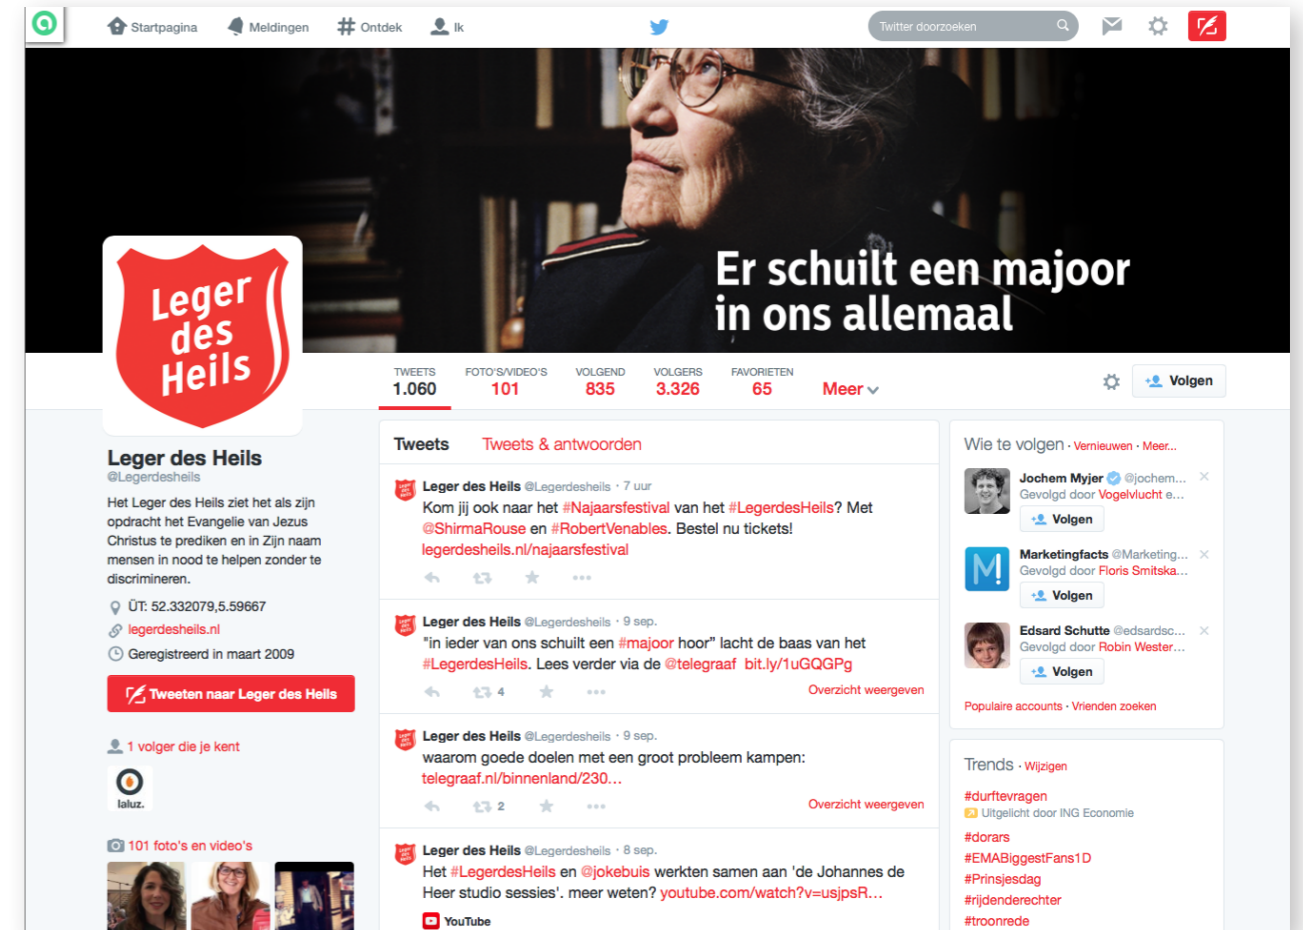 Startpagina
Meldingen
Ontdek
Ik
Twitter doorzoeken
Er schuilt een majoor
in ons allemaal
Leger
des
Heils
TWEETS
1.060
FOTO'S/VIDEO'S
101
VOLGEND
835
VOLGERS
3.326
FAVORIETEN
65
Meer
Volgen
Leger des Heils
@Legerdesheils
Het Leger des Heils ziet het als zijn
opdracht het Evangelie van Jezus
Christus te prediken en in Zijn naam
mensen in nood te helpen zonder te
discrimineren.
ÜT: 52.332079,5.59667
legerdesheils.nl
Geregistreerd in maart 2009
Tweeten naar Leger des Heils
1 volger die je kent
laluz.
101 foto's en video's
Tweets Tweets & antwoorden
Leger des Heils @Legerdesheils · 7 uur
Kom jij ook naar het #Najaarsfestival van het #LegerdesHeils? Met
@ShirmaRouse en #RobertVenables. Bestel nu tickets!
legerdesheils.nl/najaarsfestival
Leger des Heils @Legerdesheils · 9 sep.
"in ieder van ons schuilt een #majoor hoor" lacht de baas van het
#LegerdesHeils. Lees verder via de @telegraaf bit.ly/1uGQGPg
4
Overzicht weergeven
Leger des Heils @Legerdesheils · 9 sep.
waarom goede doelen met een groot probleem kampen:
telegraaf.nl/binnenland/230...
2
Overzicht weergeven
Leger des Heils @Legerdesheils · 8 sep.
Het #LegerdesHeils en @jokebuis werkten samen aan 'de Johannes de
Heer studio sessies'. meer weten? youtube.com/watch?v=usjpsR...
YouTube
Wie te volgen · Vernieuwen · Meer...
Jochem Myjer @jochem...
Gevolgd door Vogelvlucht e...
Volgen
Marketingfacts @Marketing...
Gevolgd door Floris Smitska...
Volgen
Edsard Schutte @edsardsc...
Gevolgd door Robin Wester...
Volgen
Populaire accounts · Vrienden zoeken
Trends · Wijzigen
#durftevragen
Uitgelicht door ING Economie
#dorars
#EMABiggestFans1D
#Prinsjesdag
#rijdenderechter
#troonrede